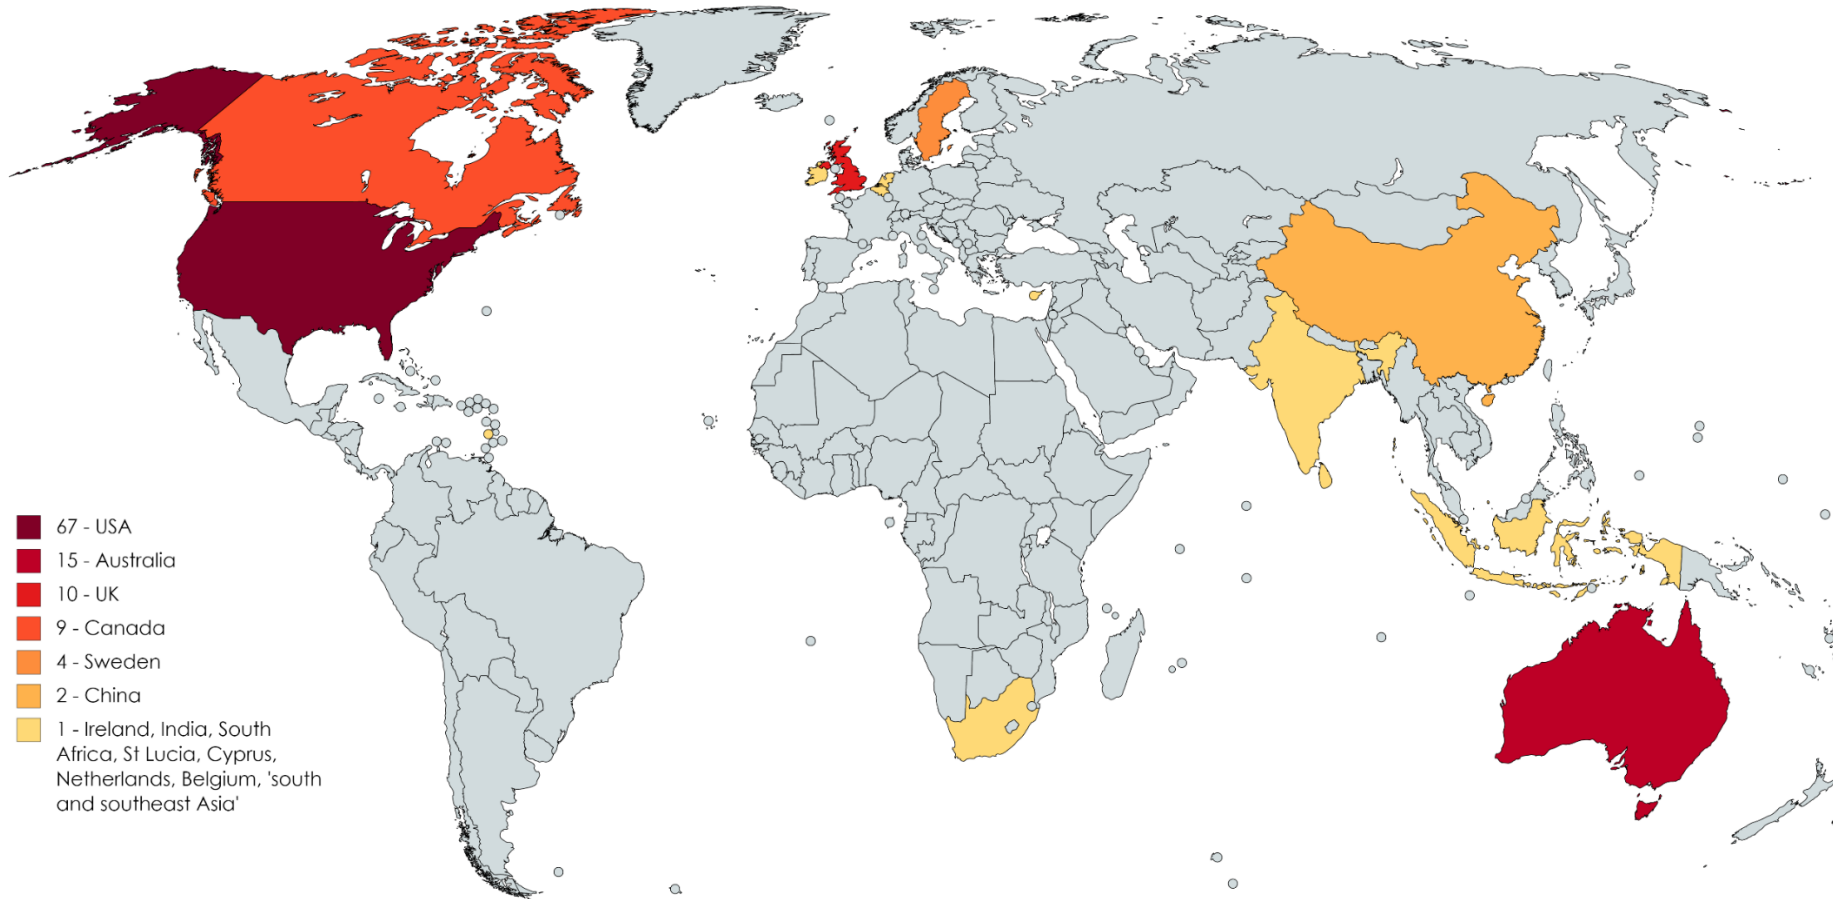 67 - USA
15 - Australia
10 - UK
9 - Canada
4 - Sweden
2 - China
1 - Ireland, India, South
Africa, St Lucia, Cyprus,
Netherlands, Belgium, 'south
and southeast Asia'